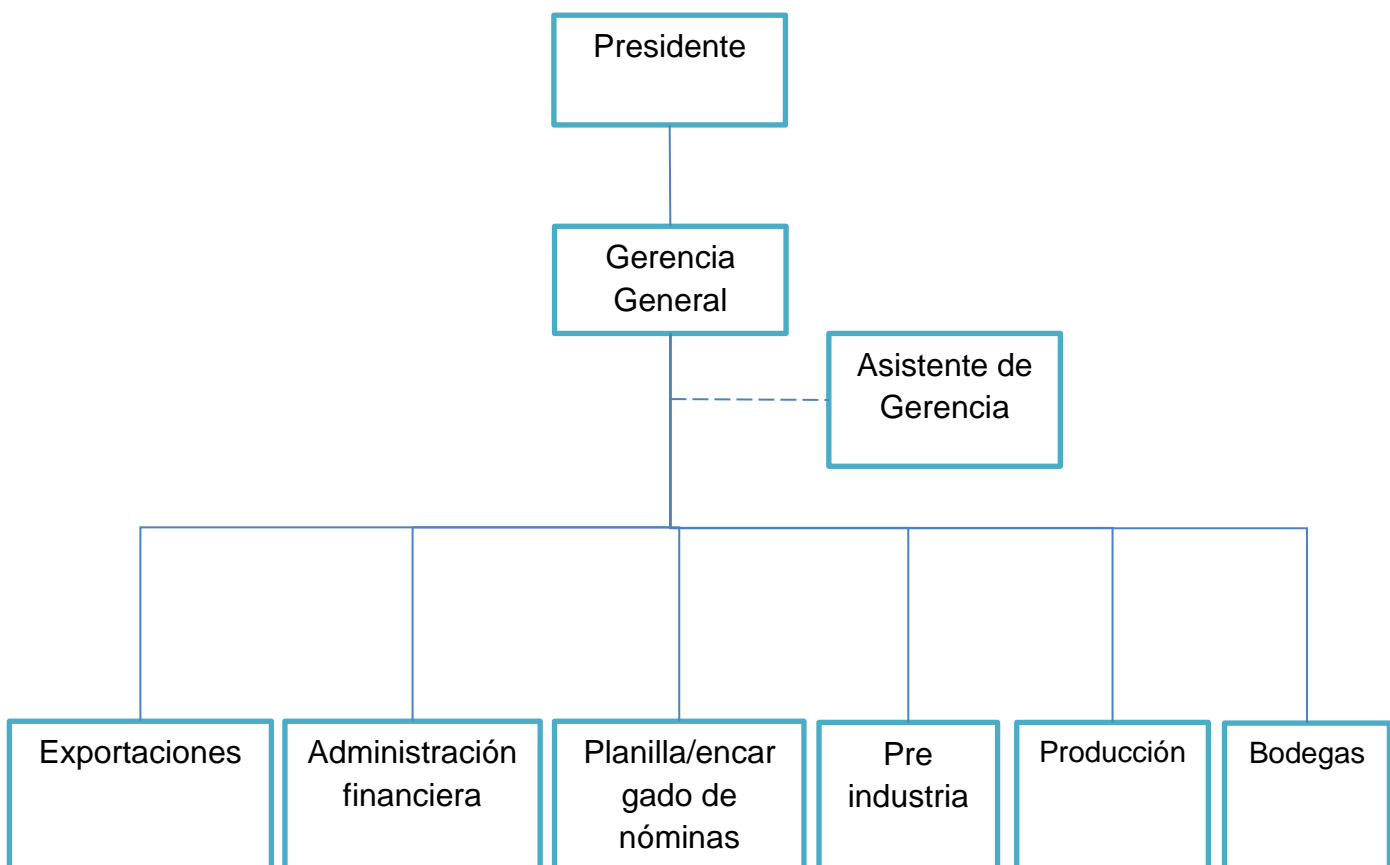 Presidente
Gerencia
General
Asistente de
Gerencia
Exportaciones
Administración
financiera
Planilla/encar
gado de
nóminas
Pre
industria
Producción
Bodegas